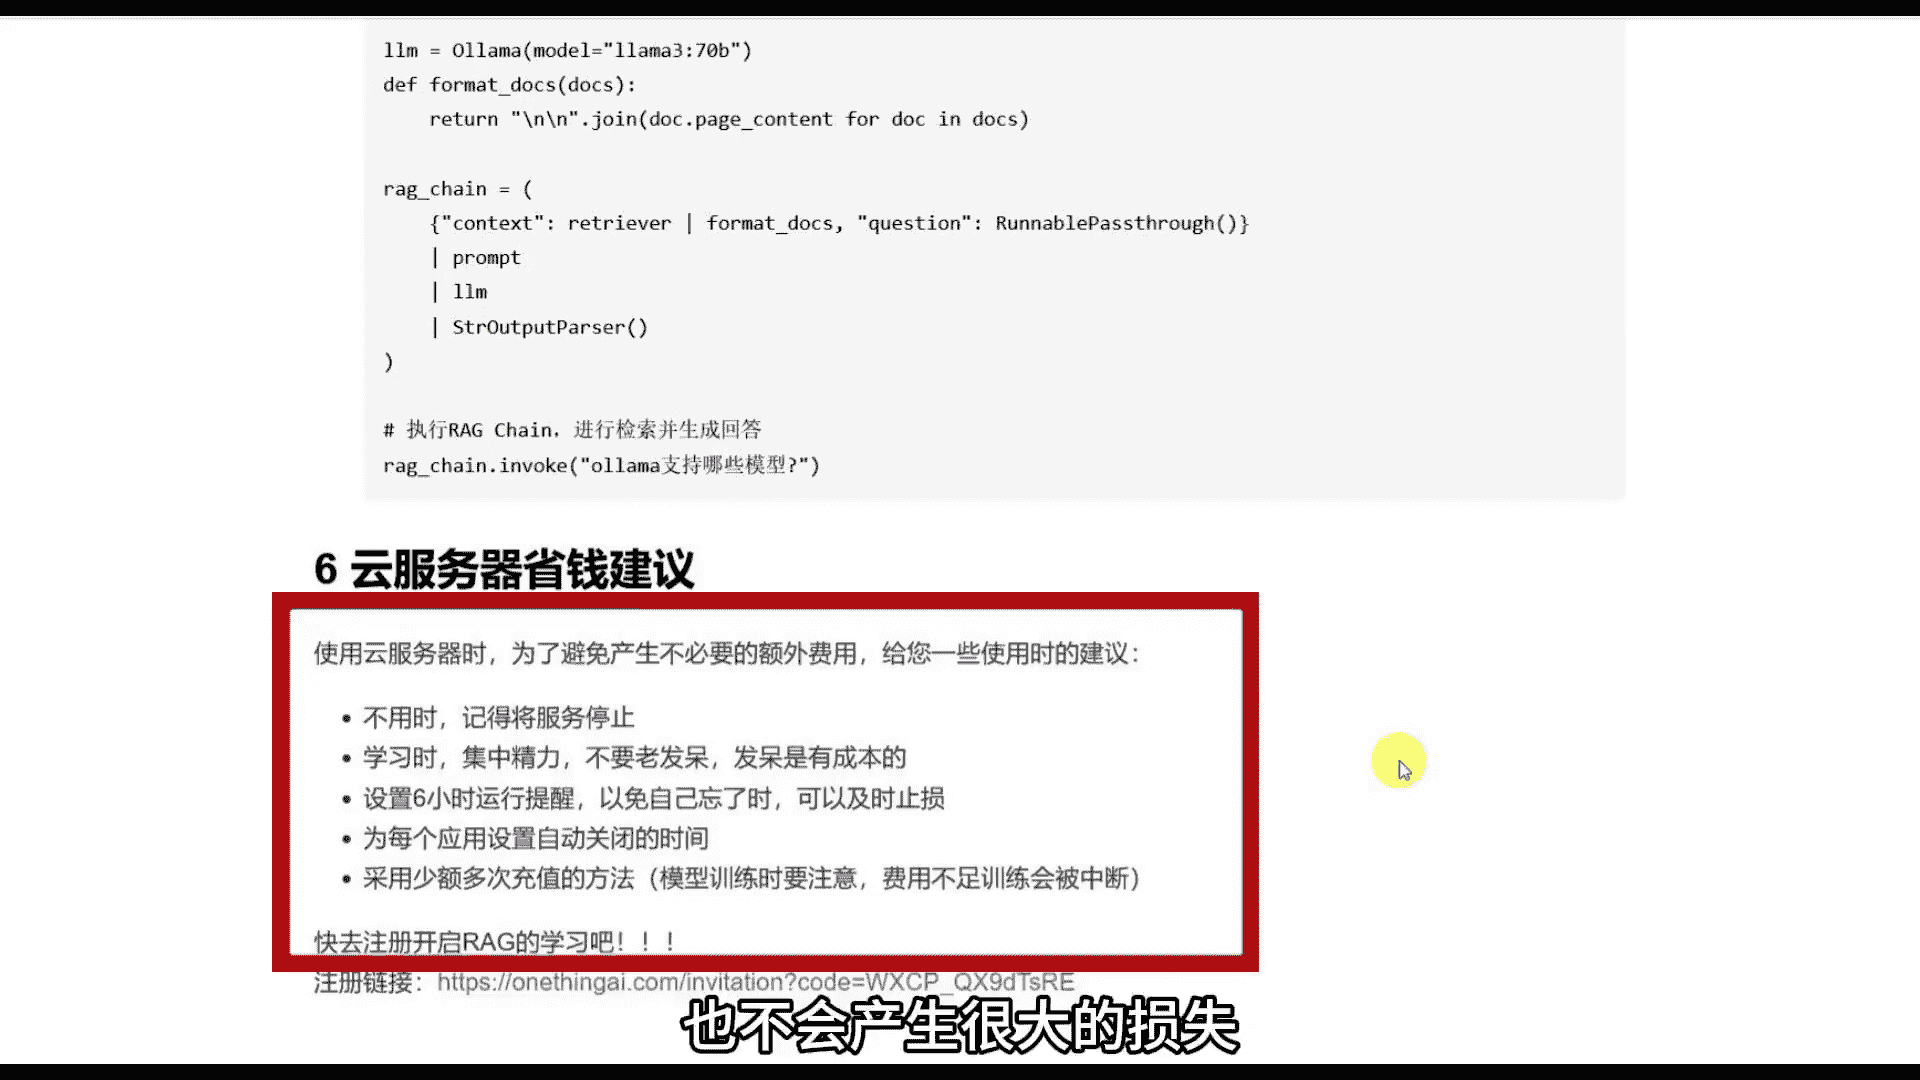 llm = Ollama(model="llama3:70b")
def format_docs(docs):
    return "\n\n".join(doc.page_content for doc in docs)
rag_chain = (
    {"context": retriever | format_docs, "question": RunnablePassthrough()}
    | prompt
    | llm
    | StrOutputParser()
)
# 执行RAG Chain，进行检索并生成回答
rag_chain.invoke("ollama支持哪些模型?")
6 云服务器省钱建议
使用云服务器时，为了避免产生不必要的额外费用，给您一些使用时的建议：
• 不用时，记得将服务停止
• 学习时，集中精力，不要老发呆，发呆是有成本的
• 设置6小时运行提醒，以免自己忘了时，可以及时止损
• 为每个应用设置自动关闭的时间
• 采用少额多次充值的方法（模型训练时要注意，费用不足训练会被中断）
快去注册开启RAG的学习吧！！！
注册链接：https://onethingai.com/invitation?code=WXCP_QX9dTsRE
也不会产生很大的损失